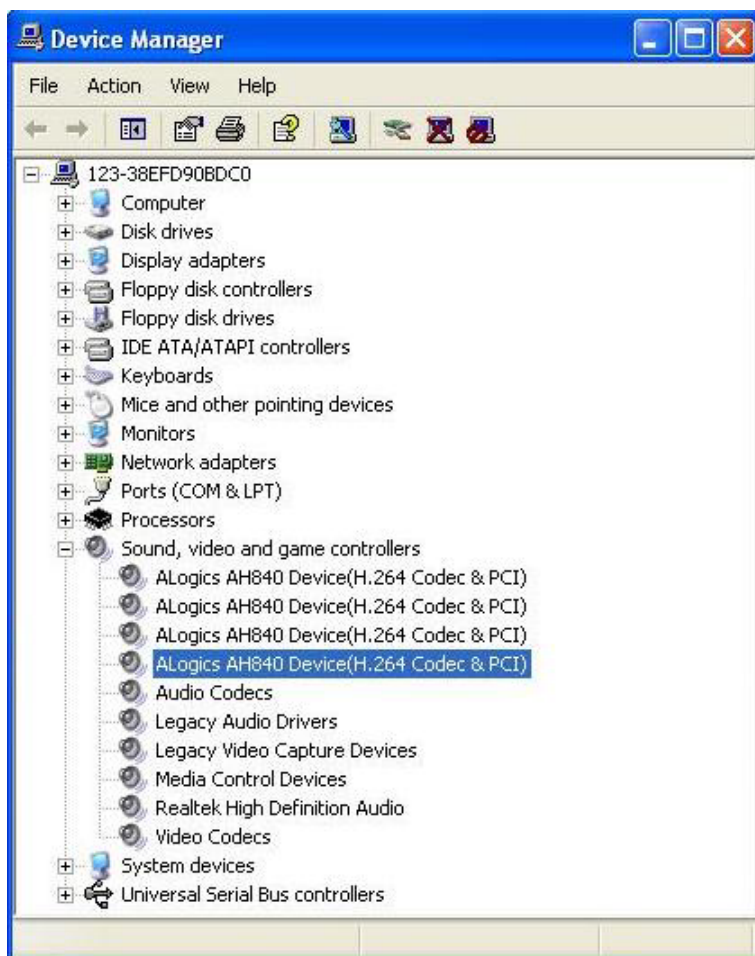 Device Manager
File Action View Help
123-38EFD90BDC0
Computer
Disk drives
Display adapters
Floppy disk controllers
Floppy disk drives
IDE ATA/ATAPI controllers
Keyboards
Mice and other pointing devices
Monitors
Network adapters
Ports (COM & LPT)
Processors
Sound, video and game controllers
ALogics AH840 Device(H.264 Codec & PCI)
ALogics AH840 Device(H.264 Codec & PCI)
ALogics AH840 Device(H.264 Codec & PCI)
ALogics AH840 Device(H.264 Codec & PCI)
Audio Codecs
Legacy Audio Drivers
Legacy Video Capture Devices
Media Control Devices
Realtek High Definition Audio
Video Codecs
System devices
Universal Serial Bus controllers